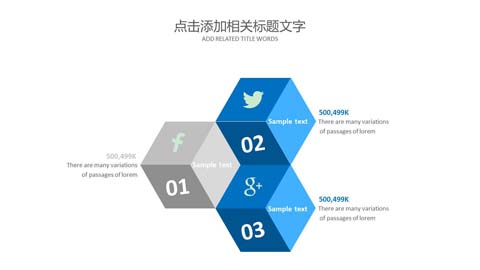 点击添加相关标题文字
ADD RELATED TITLE WORDS
Sample text
500,499K
There are many variations
of passages of lorem
02
500,499K
There are many variations
of passages of lorem
Sample text
01
500,499K
There are many variations
of passages of lorem
Sample text
03